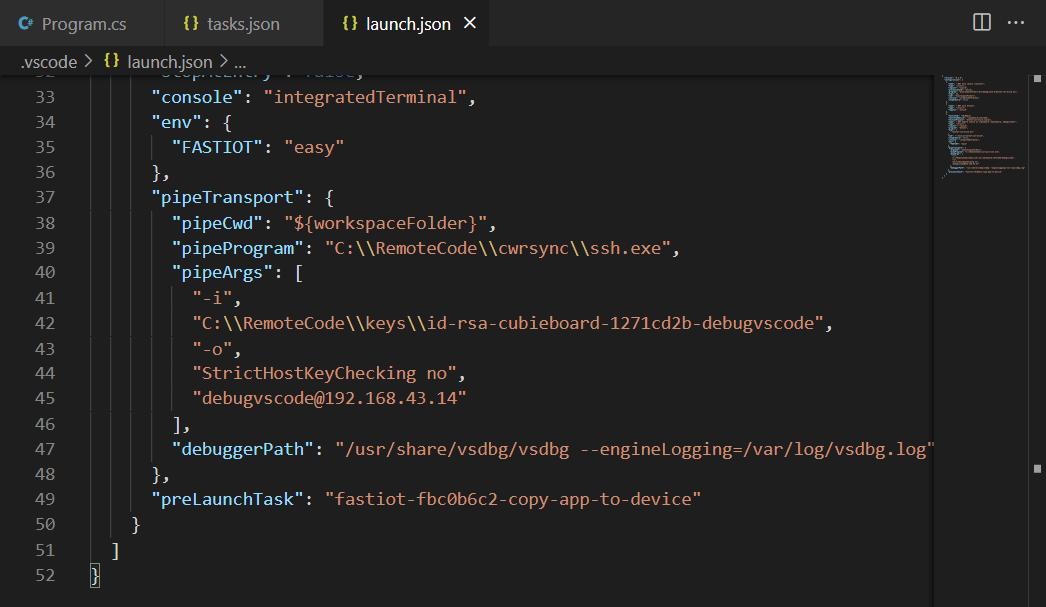 C# Program.cs {} tasks.json {} launch.json ×
.vscode > {} launch.json > ...
33 "console": "integratedTerminal",
34 "env": {
35 "FASTIOT": "easy"
36 },
37 "pipeTransport": {
38 "pipeCwd": "${workspaceFolder}",
39 "pipeProgram": "C:\\RemoteCode\\cwrsync\\ssh.exe",
40 "pipeArgs": [
41 "-i",
42 "C:\\RemoteCode\\keys\\id-rsa-cubieboard-1271cd2b-debugvscode",
43 "-o",
44 "StrictHostKeyChecking no",
45 "debugvscode@192.168.43.14"
46 ],
47 "debuggerPath": "/usr/share/vsdbg/vsdbg --engineLogging=/var/log/vsdbg.log"
48 },
49 "preLaunchTask": "fastiot-fbc0b6c2-copy-app-to-device"
50 }
51 ]
52 }